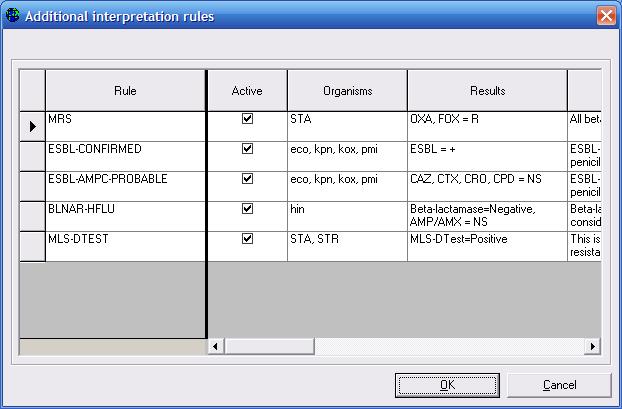 Additional interpretation rules
Rule Active Organisms Results
MRS STA OXA, FOX = R All beta
ESBL-CONFIRMED eco, kpn, kox, pmi ESBL = + ESBL-
penicil
ESBL-AMPC-PROBABLE eco, kpn, kox, pmi CAZ, CTX, CRO, CPD = NS ESBL-
penicil
BLNAR-HFLU hin Beta-lactamase=Negative, Beta-la
AMP/AMX = NS consid
MLS-DTEST STA, STR MLS-DTest=Positive This is
resista
OK Cancel